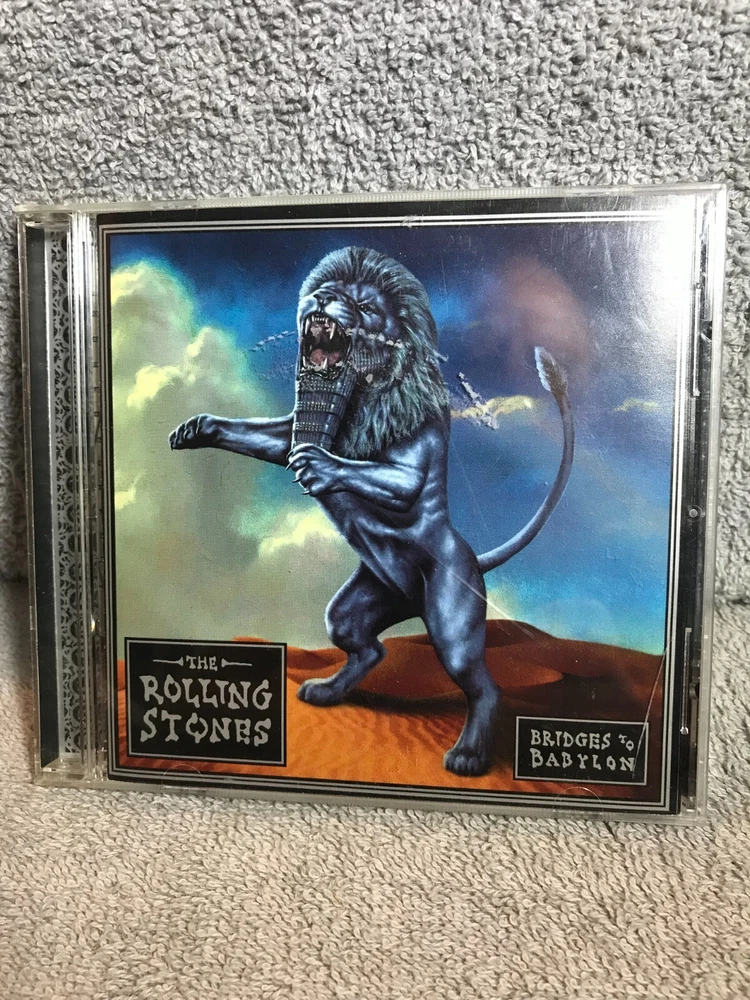 THE
ROLLING
STONES
BRIDGES TO
BABYLON